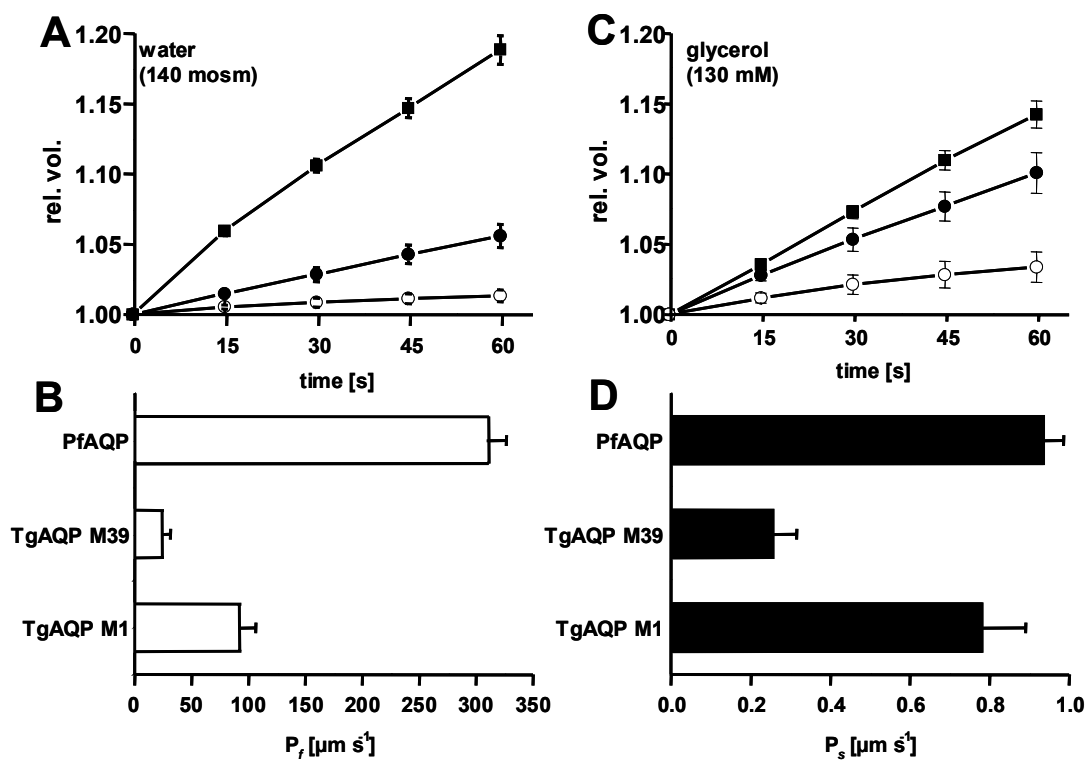 A
water
(140 mosm)
rel. vol.
1.20
1.15
1.10
1.05
1.00
0 15 30 45 60
time [s]
C
glycerol
(130 mM)
rel. vol.
1.20
1.15
1.10
1.05
1.00
0 15 30 45 60
time [s]
B
PfAQP
TgAQP M39
TgAQP M1
0 50 100 150 200 250 300 350
Pf [µm s-1]
D
PfAQP
TgAQP M39
TgAQP M1
0.0 0.2 0.4 0.6 0.8 1.0
Ps [µm s-1]